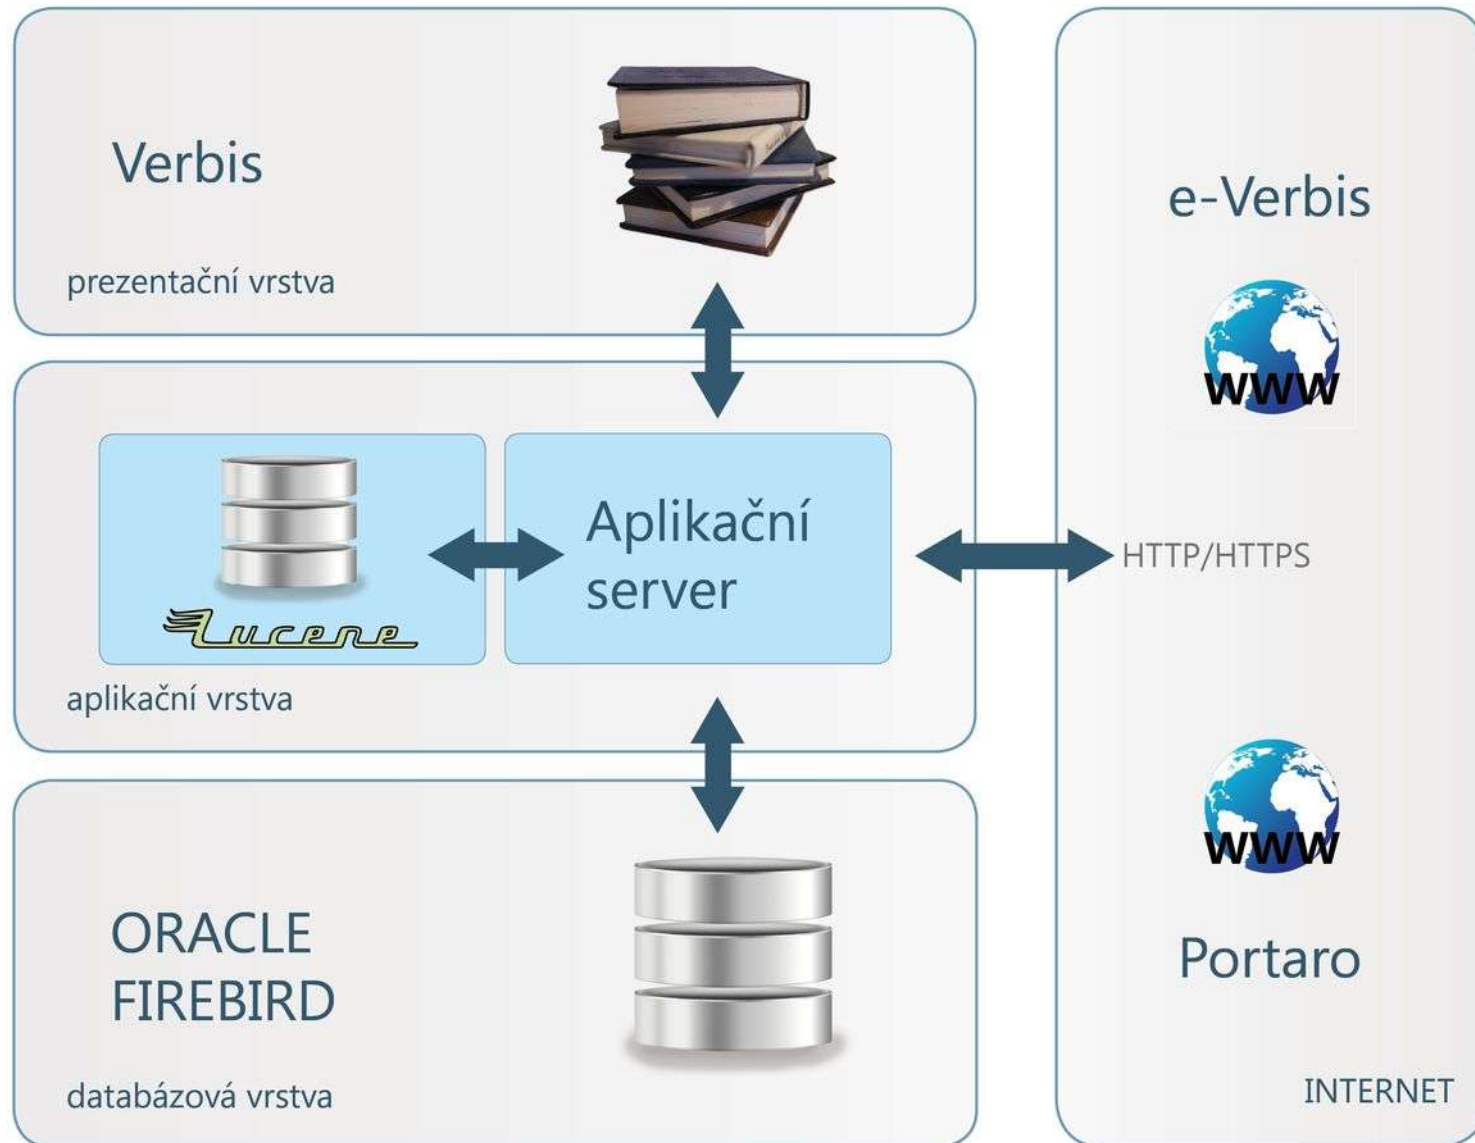 Verbis
prezentační vrstva
Lucene
Aplikační
server
aplikační vrstva
ORACLE
FIREBIRD
databázová vrstva
e-Verbis
WWW
HTTP/HTTPS
WWW
Portaro
INTERNET